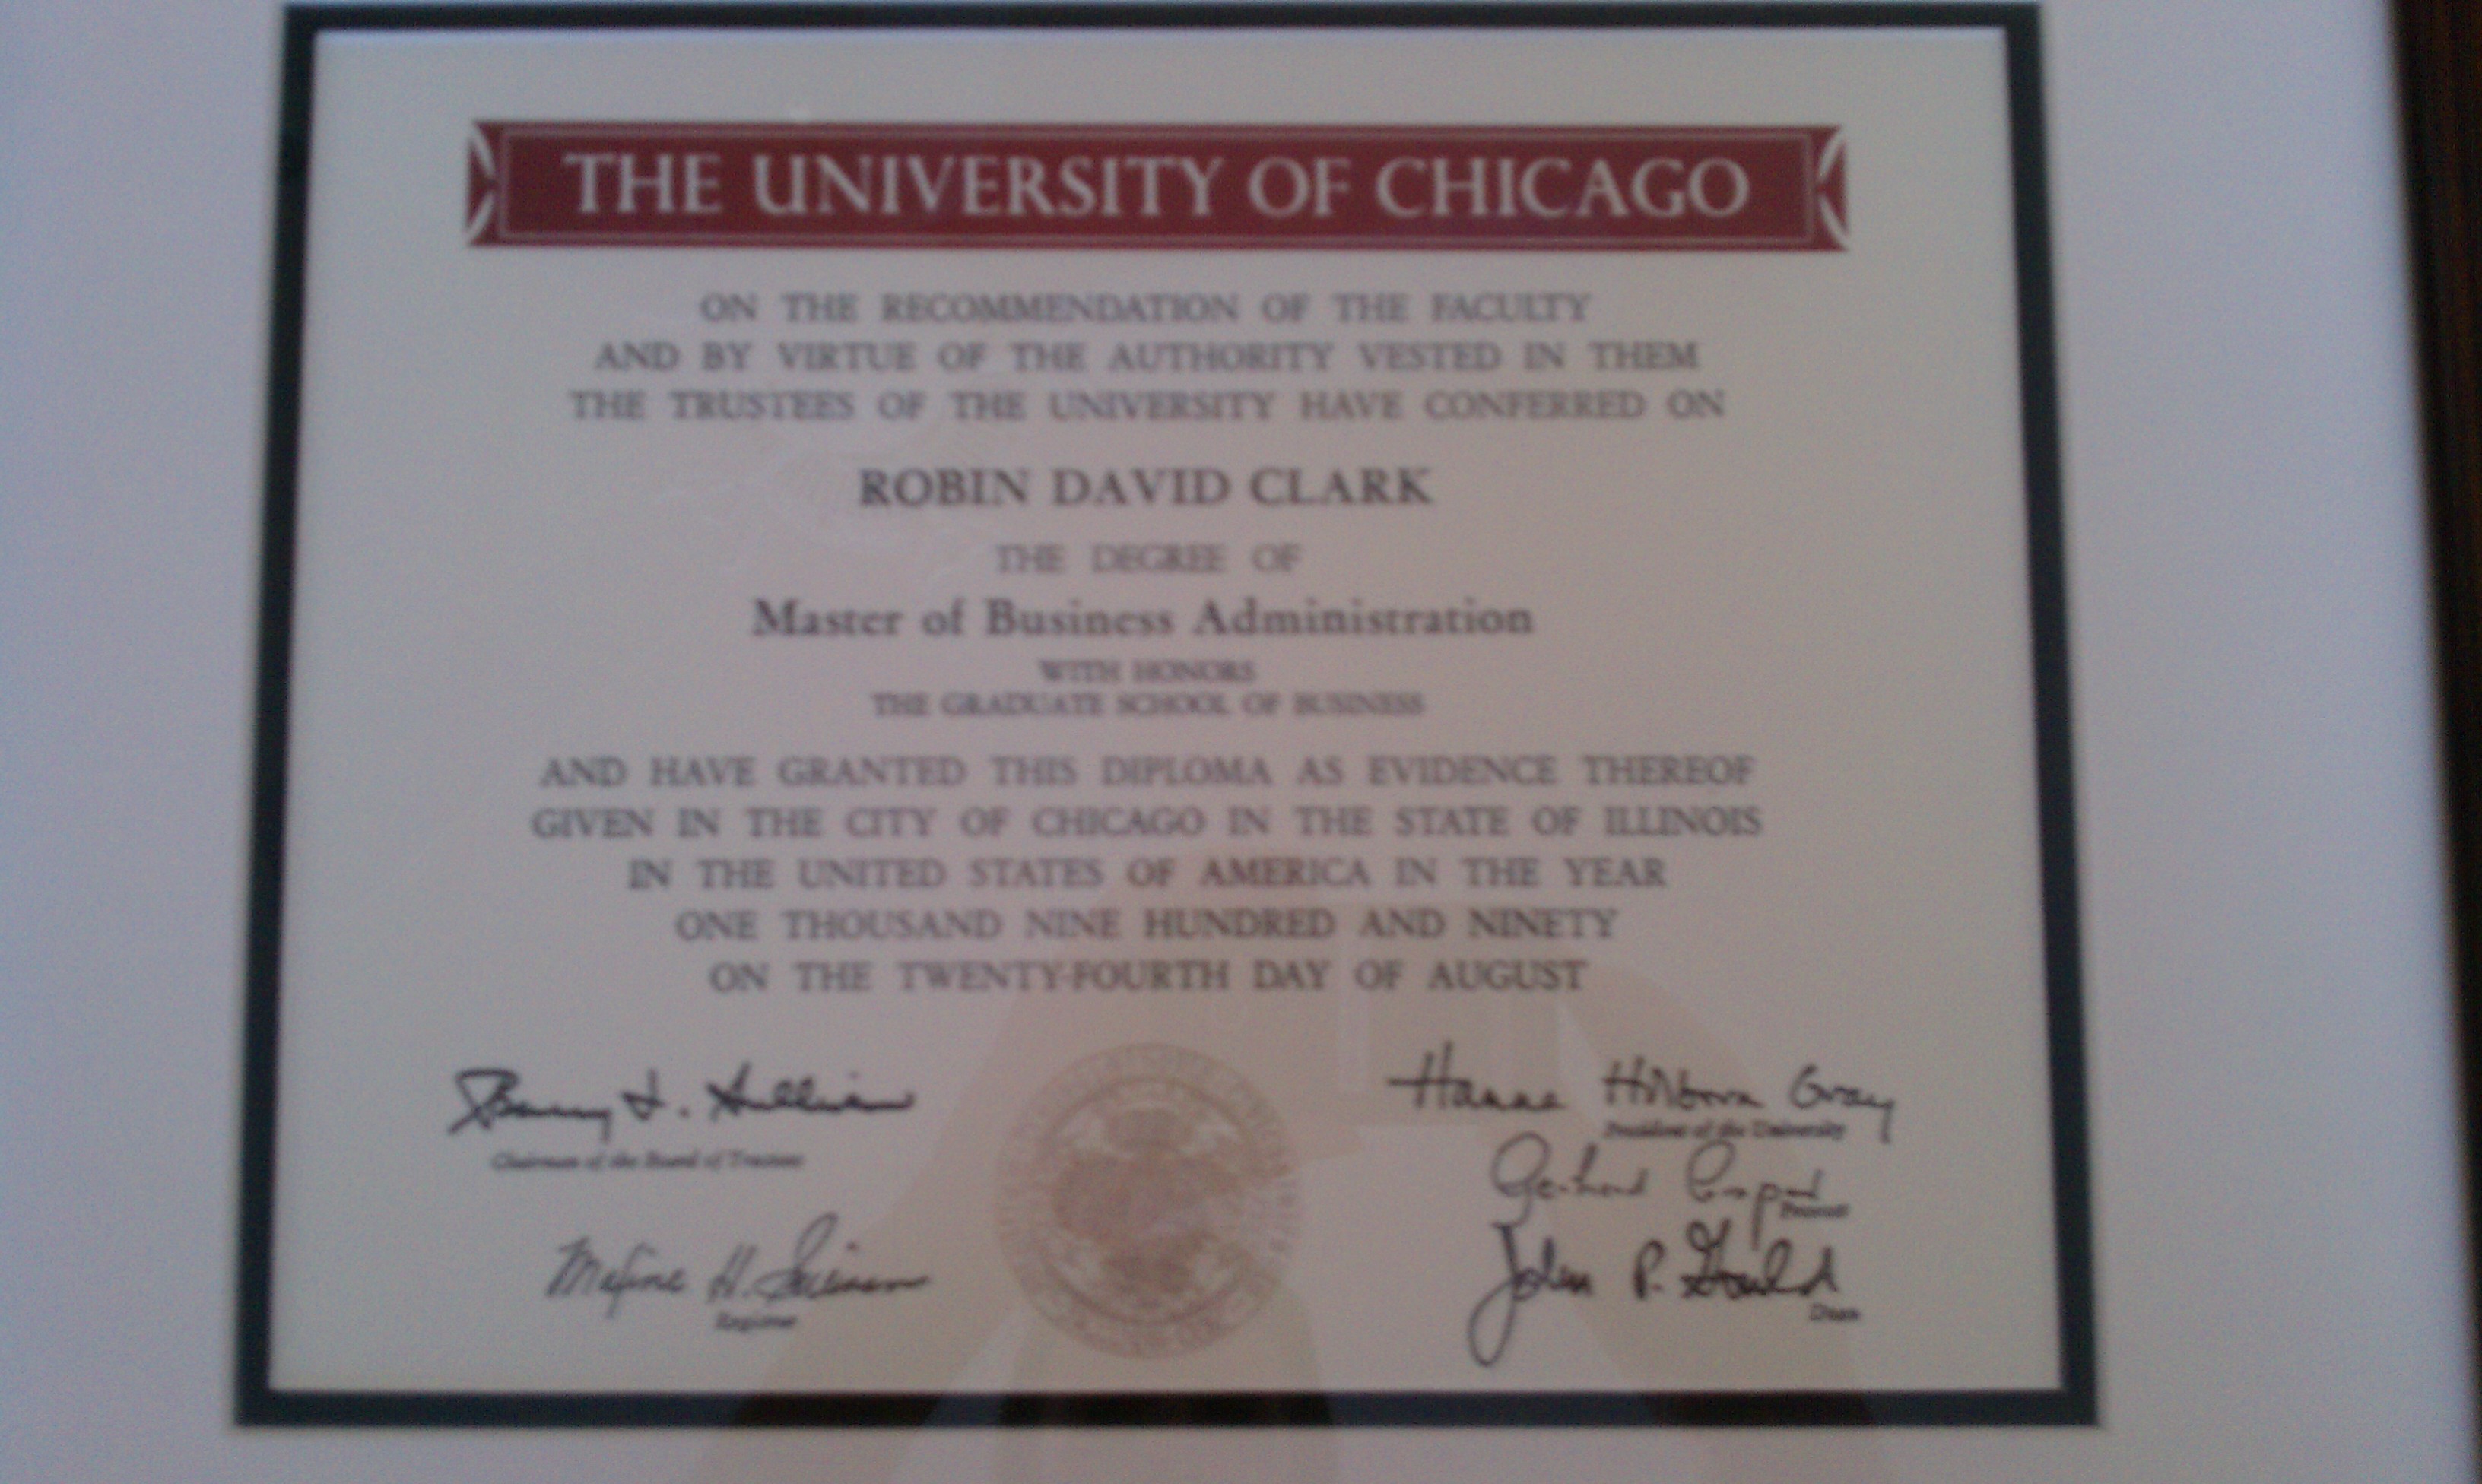 THE UNIVERSITY OF CHICAGO
ON THE RECOMMENDATION OF THE FACULTY
AND BY VIRTUE OF THE AUTHORITY VESTED IN THEM
THE TRUSTEES OF THE UNIVERSITY HAVE CONFERRED ON
ROBIN DAVID CLARK
THE DEGREE OF
Master of Business Administration
WITH HONORS
THE GRADUATE SCHOOL OF BUSINESS
AND HAVE GRANTED THIS DIPLOMA AS EVIDENCE THEREOF
GIVEN IN THE CITY OF CHICAGO IN THE STATE OF ILLINOIS
IN THE UNITED STATES OF AMERICA IN THE YEAR
ONE THOUSAND NINE HUNDRED AND NINETY
ON THE TWENTY-FOURTH DAY OF AUGUST
Chairman of the Board of Trustees
H.
Registrar
Hanna Holborn Gray
President of the University
Provost
John P. Gould
Dean